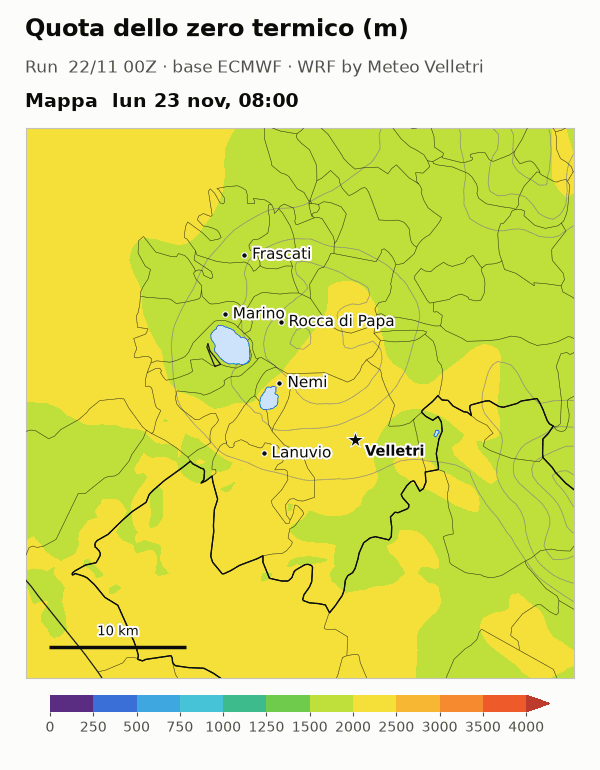 Quota dello zero termico (m)
Run  22/11 00Z · base ECMWF · WRF by Meteo Velletri
Mappa  lun 23 nov, 08:00
Frascati
Marino
Rocca di Papa
Nemi
Velletri
Lanuvio
10 km
0 250 500 750 1000 1250 1500 2000 2500 3000 3500 4000